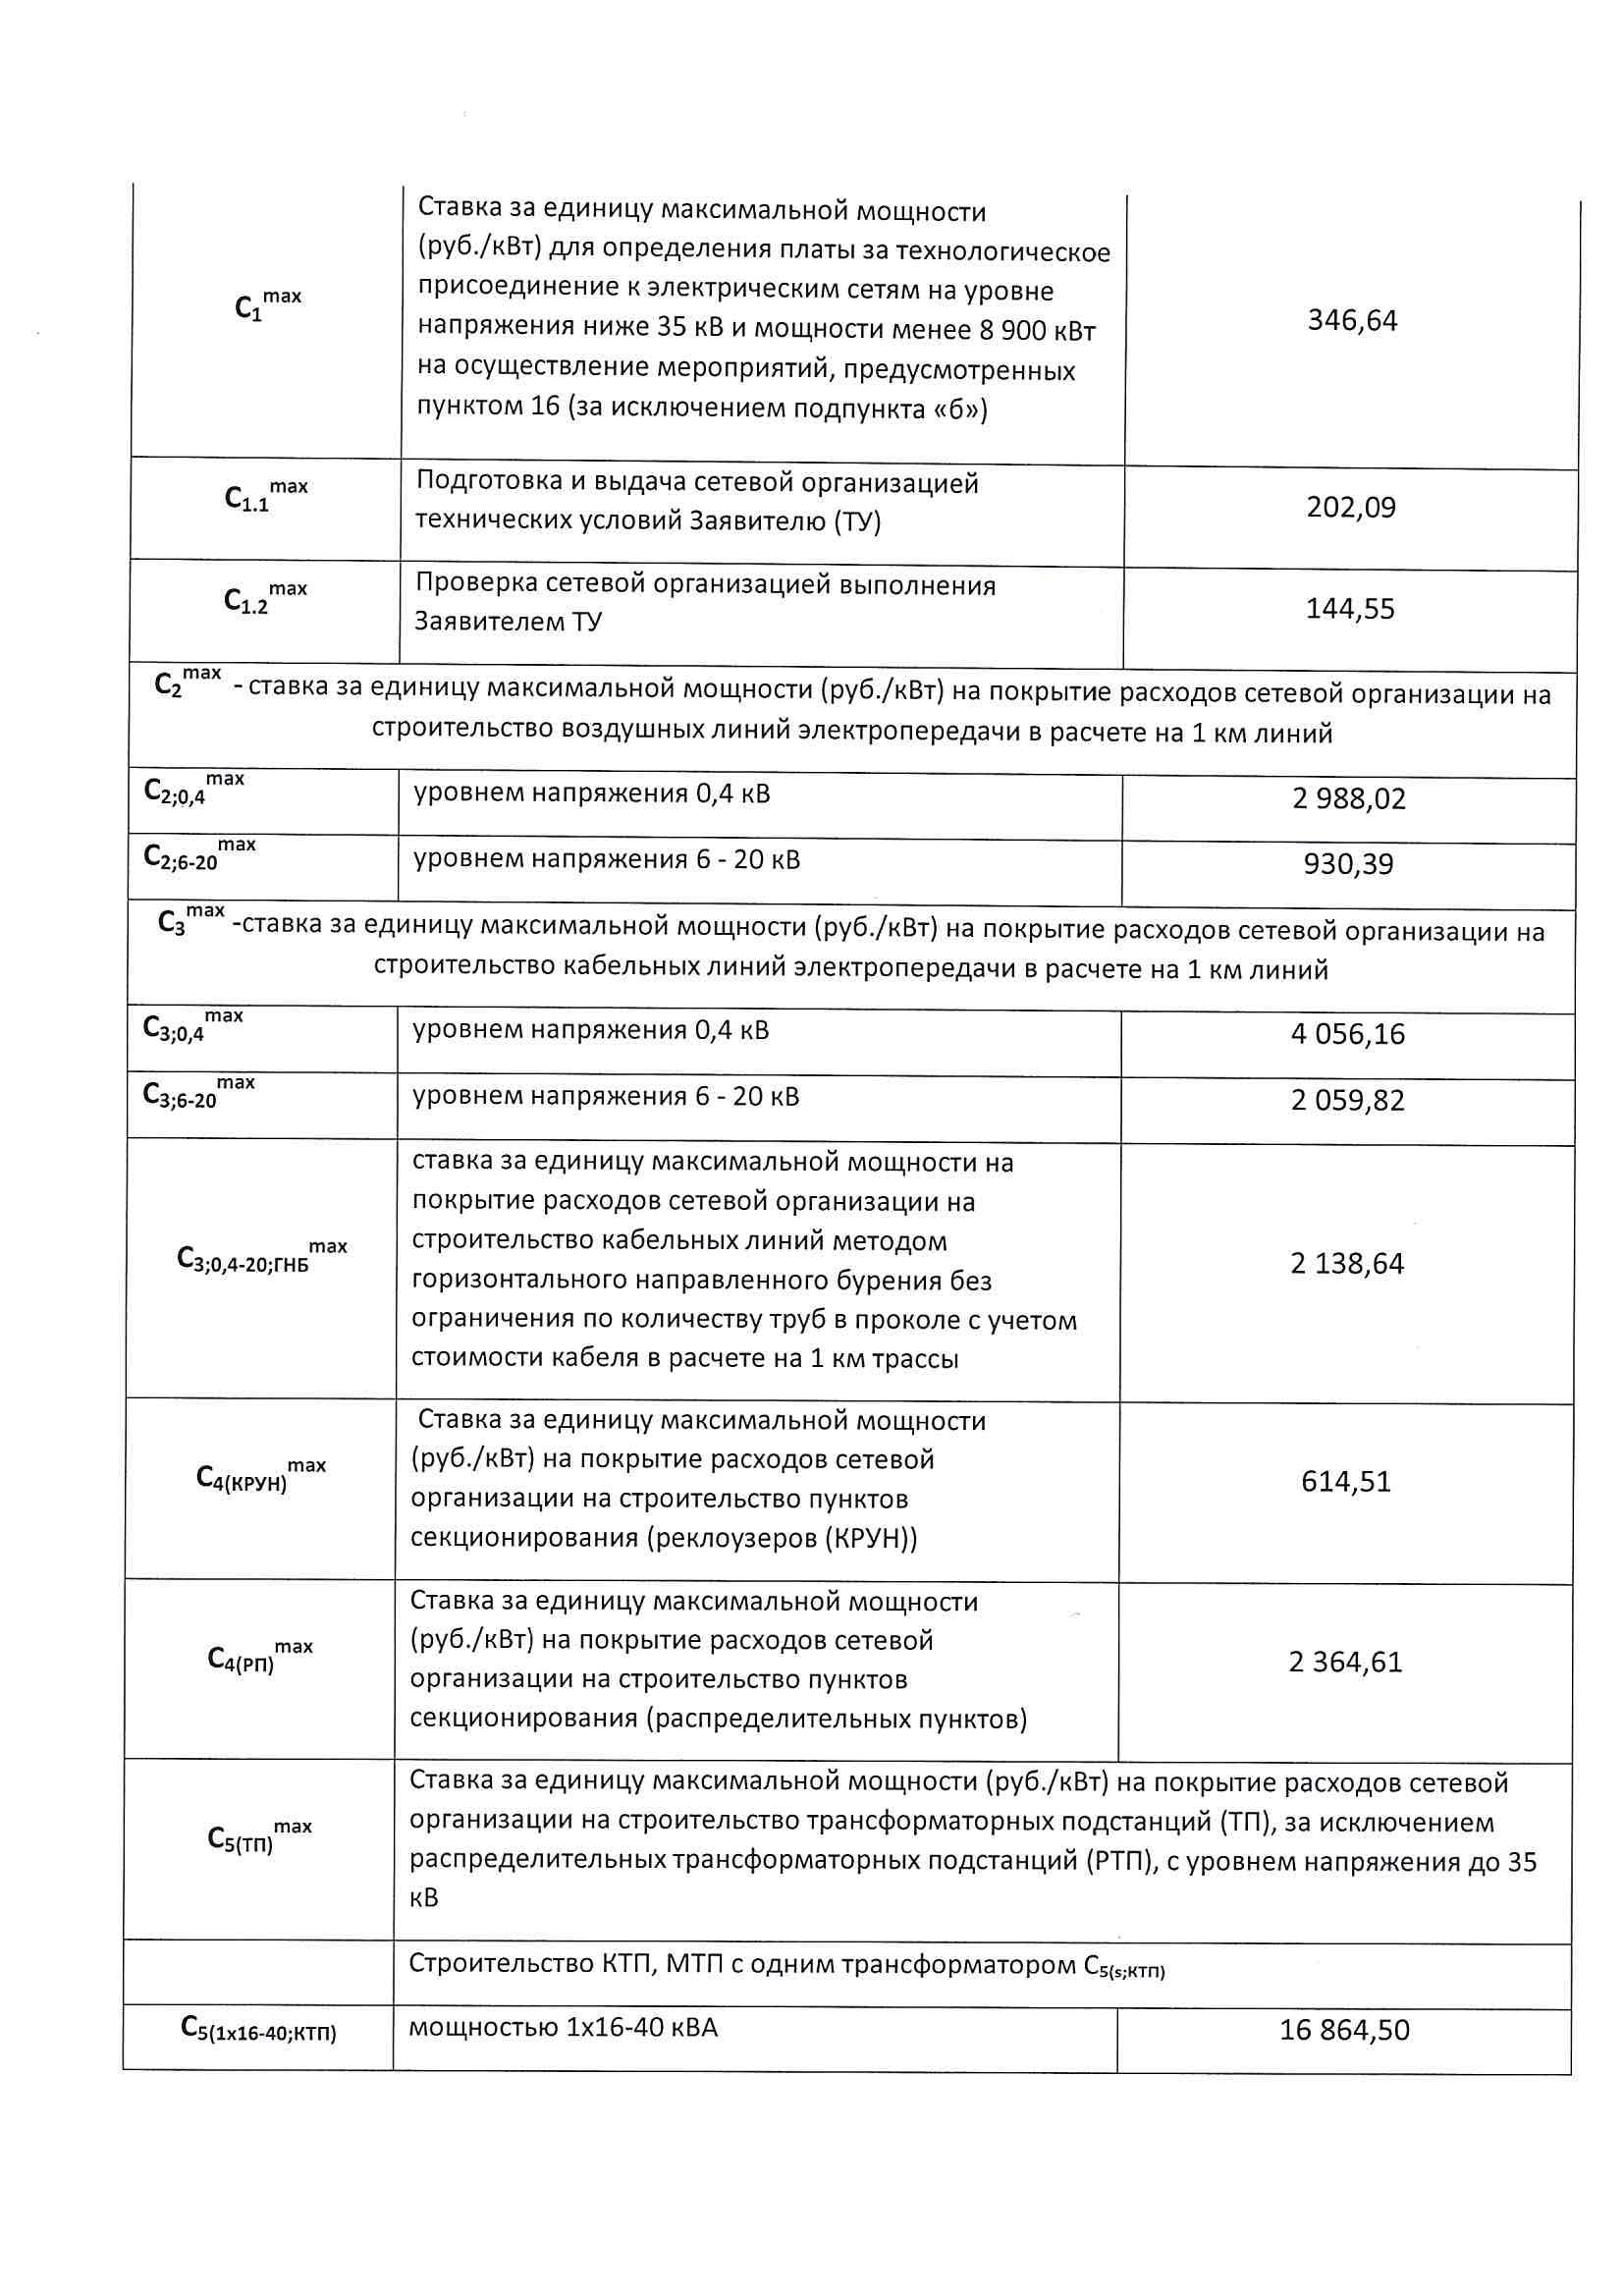 C1max
Ставка за единицу максимальной мощности
(руб./кВт) для определения платы за технологическое
присоединение к электрическим сетям на уровне
напряжения ниже 35 кВ и мощности менее 8 900 кВт
на осуществление мероприятий, предусмотренных
пунктом 16 (за исключением подпункта «б»)
346,64
C1.1max
Подготовка и выдача сетевой организацией
технических условий Заявителю (ТУ)
202,09
C1.2max
Проверка сетевой организацией выполнения
Заявителем ТУ
144,55
C2max - ставка за единицу максимальной мощности (руб./кВт) на покрытие расходов сетевой организации на
строительство воздушных линий электропередачи в расчете на 1 км линий
C2;0,4max
уровнем напряжения 0,4 кВ
2 988,02
C2;6-20max
уровнем напряжения 6 - 20 кВ
930,39
C3max -ставка за единицу максимальной мощности (руб./кВт) на покрытие расходов сетевой организации на
строительство кабельных линий электропередачи в расчете на 1 км линий
C3;0,4max
уровнем напряжения 0,4 кВ
4 056,16
C3;6-20max
уровнем напряжения 6 - 20 кВ
2 059,82
C3;0,4-20;ГНБmax
ставка за единицу максимальной мощности на
покрытие расходов сетевой организации на
строительство кабельных линий методом
горизонтального направленного бурения без
ограничения по количеству труб в проколе с учетом
стоимости кабеля в расчете на 1 км трассы
2 138,64
C4(КРУН)max
Ставка за единицу максимальной мощности
(руб./кВт) на покрытие расходов сетевой
организации на строительство пунктов
секционирования (реклоузеров (КРУН))
614,51
C4(РП)max
Ставка за единицу максимальной мощности
(руб./кВт) на покрытие расходов сетевой
организации на строительство пунктов
секционирования (распределительных пунктов)
2 364,61
C5(ТП)max
Ставка за единицу максимальной мощности (руб./кВт) на покрытие расходов сетевой
организации на строительство трансформаторных подстанций (ТП), за исключением
распределительных трансформаторных подстанций (РТП), с уровнем напряжения до 35
кВ
Строительство КТП, МТП с одним трансформатором C5(s;КТП)
C5(1х16-40;КТП)
мощностью 1х16-40 кВА
16 864,50